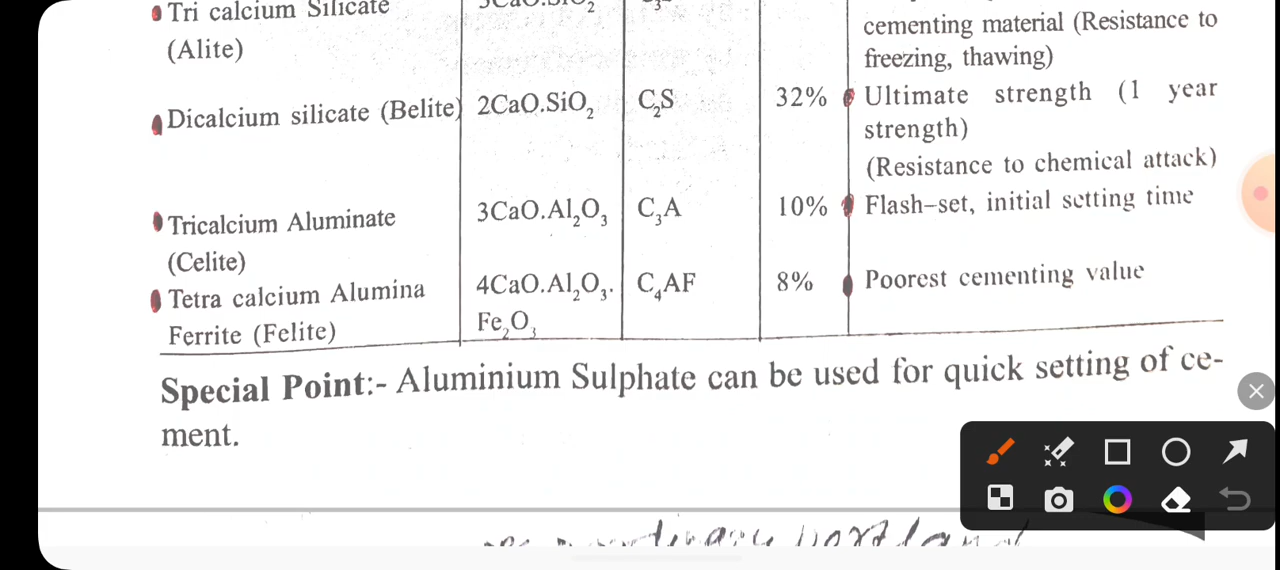 Tri calcium Silicate 3CaO.SiO₂
cementing material (Resistance to
(Alite) freezing, thawing)
Dicalcium silicate (Belite) 2CaO.SiO₂ C₂S 32% Ultimate strength (1 year
strength)
(Resistance to chemical attack)
Tricalcium Aluminate 3CaO.Al₂O₃ C₃A 10% Flash-set, initial setting time
(Celite)
Tetra calcium Alumina 4CaO.Al₂O₃. C₄AF 8% Poorest cementing value
Ferrite (Felite) Fe₂O₃
Special Point:- Aluminium Sulphate can be used for quick setting of ce-
ment.